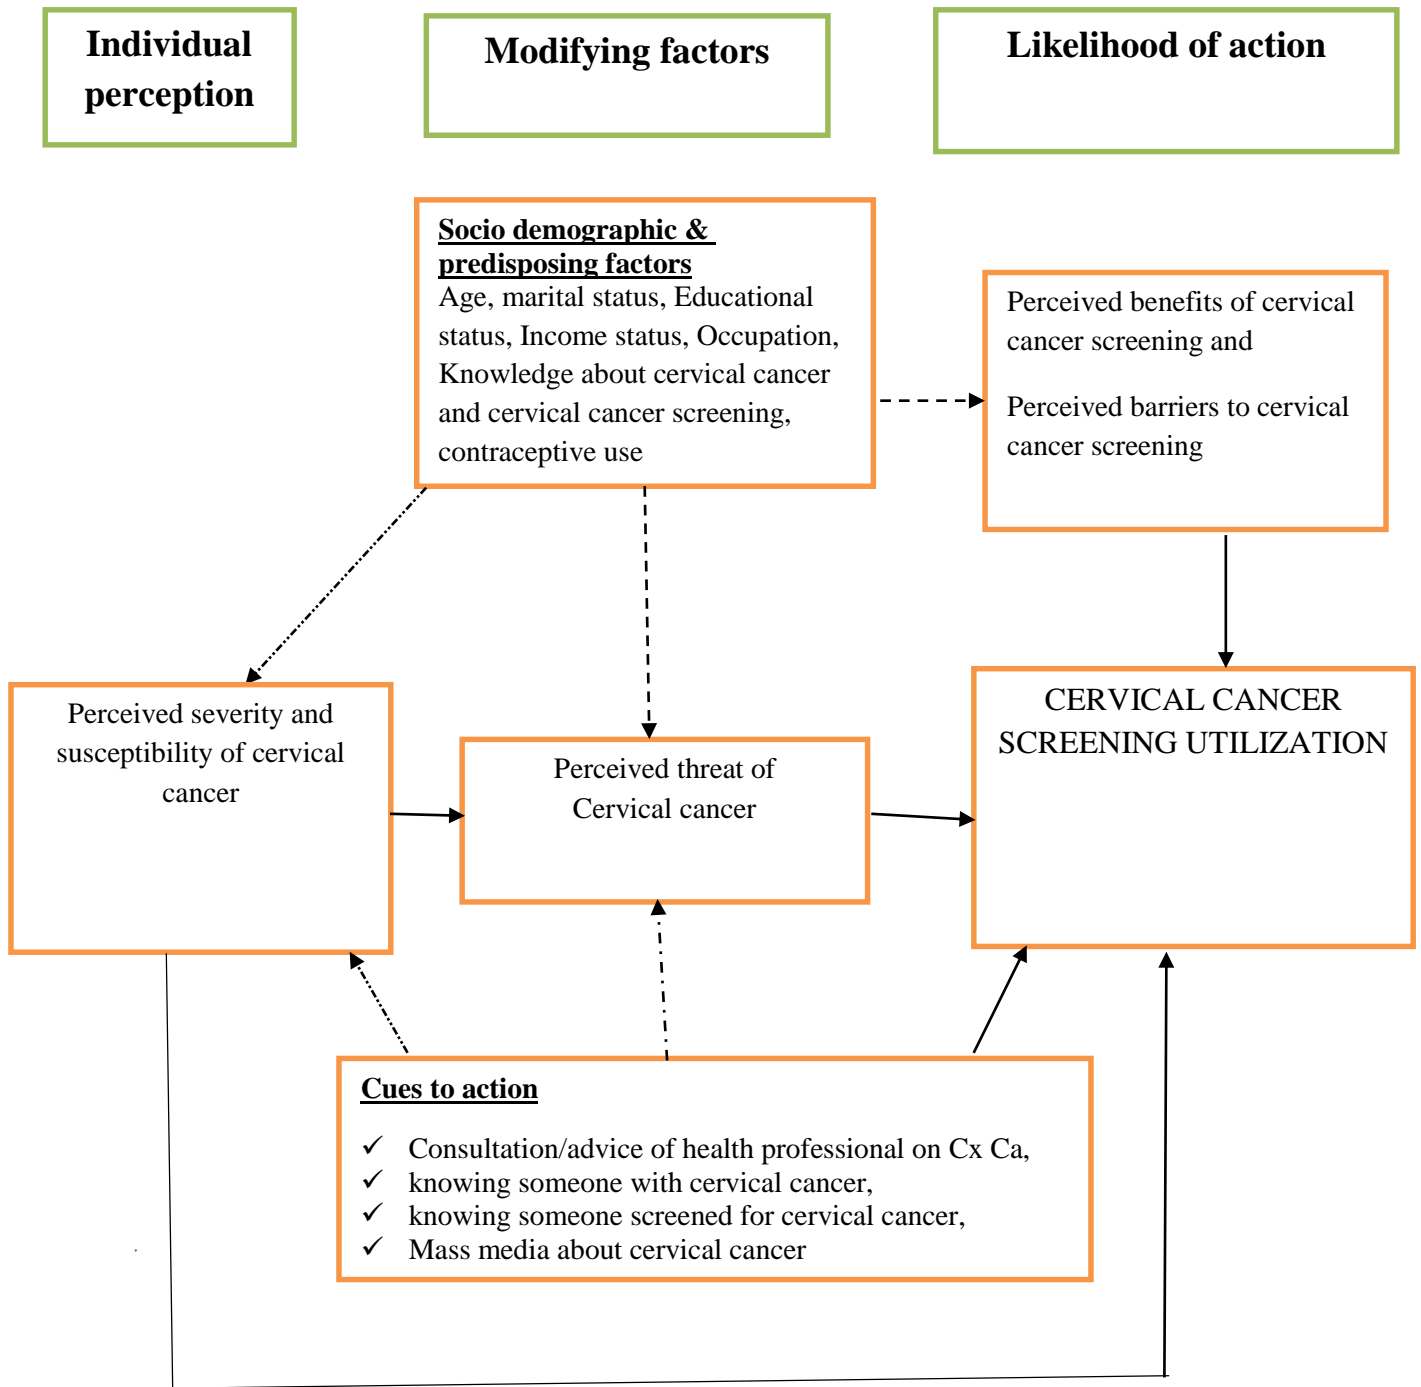 Individual
perception
Modifying factors
Likelihood of action
Socio demographic &
predisposing factors
Age, marital status, Educational
status, Income status, Occupation,
Knowledge about cervical cancer
and cervical cancer screening,
contraceptive use
Perceived benefits of cervical
cancer screening and
Perceived barriers to cervical
cancer screening
Perceived severity and
susceptibility of cervical
cancer
Perceived threat of
Cervical cancer
CERVICAL CANCER
SCREENING UTILIZATION
Cues to action
✓ Consultation/advice of health professional on Cx Ca,
✓ knowing someone with cervical cancer,
✓ knowing someone screened for cervical cancer,
✓ Mass media about cervical cancer